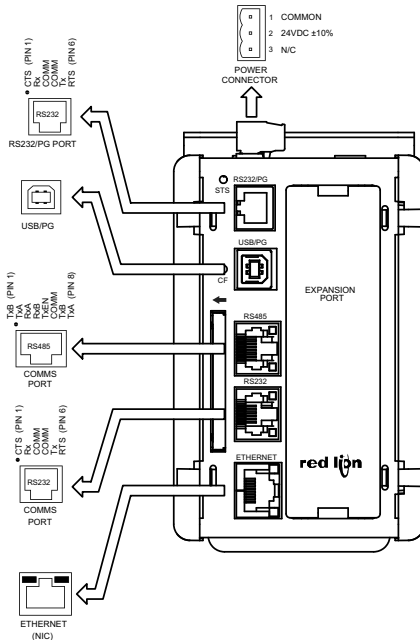 1 COMMON
2 24VDC ±10%
3 N/C
POWER
CONNECTOR
CTS (PIN 1)
Rx
COMM
COMM
Tx
RTS (PIN 6)
RS232
RS232/PG PORT
USB/PG
TxB (PIN 1)
TxA
RxA
RxB
TxEN
COMM
TxB
TxA (PIN 8)
RS485
COMMS
PORT
CTS (PIN 1)
Rx
COMM
COMM
Tx
RTS (PIN 6)
RS232
COMMS
PORT
ETHERNET
(NIC)
STS
RS232/PG
USB/PG
CF
RS485
RS232
ETHERNET
EXPANSION
PORT
red lion